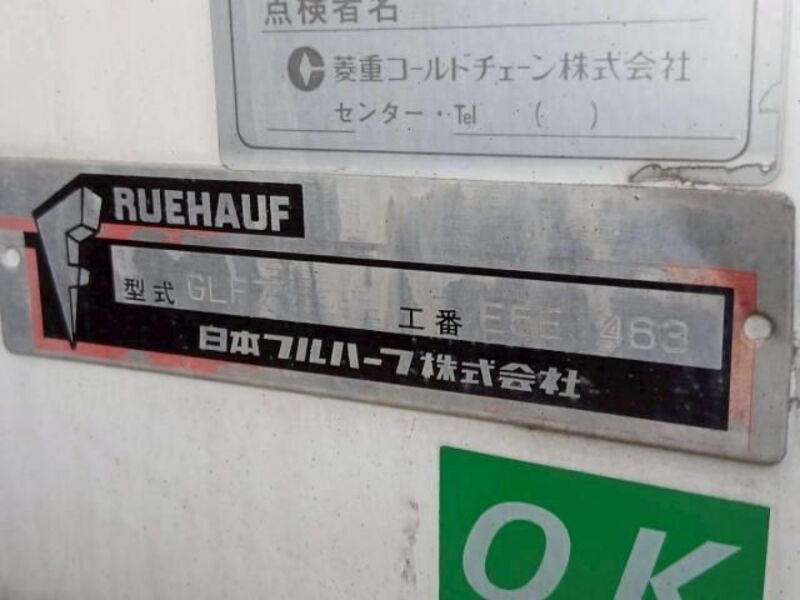 点検者名
菱重コールドチェーン株式会社
センター・Tel ( )
FRUEHAUF
型式 GLF
工番 463
日本フルハーフ株式会社
OK